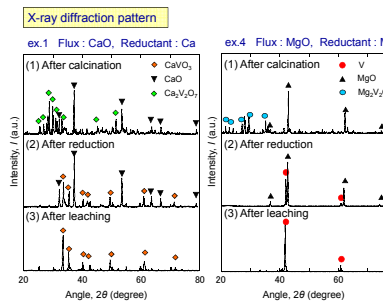 X-ray diffraction pattern
ex.1 Flux : CaO, Reductant : Ca
(1) After calcination
CaVO₃
CaO
Ca₂V₂O₇
(2) After reduction
(3) After leaching
Intensity, I (a.u.)
20 40 60 80
Angle, 2θ (degree)
ex.4 Flux : MgO, Reductant :
(1) After calcination
V
MgO
Mg₂V₂
(2) After reduction
(3) After leaching
Intensity, I (a.u.)
20 40 60
Angle, 2θ (degree)